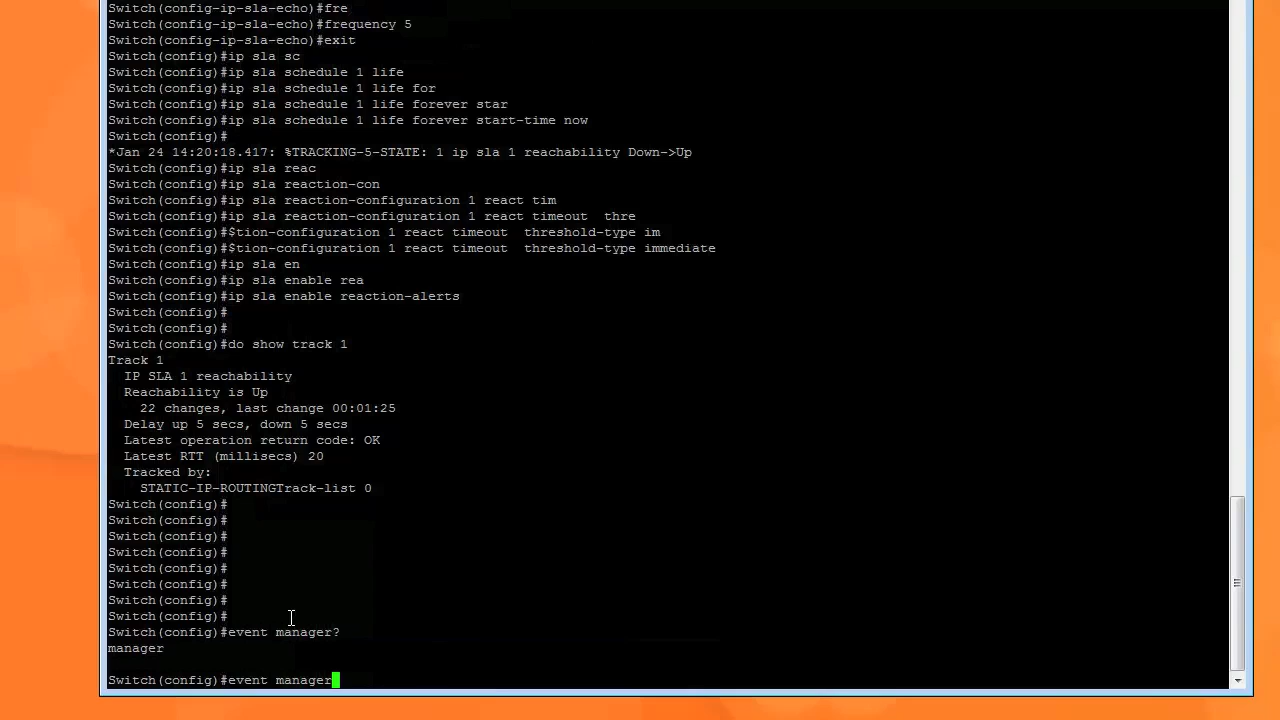 Switch(config-ip-sla-echo)#fre
Switch(config-ip-sla-echo)#frequency 5
Switch(config-ip-sla-echo)#exit
Switch(config)#ip sla sc
Switch(config)#ip sla schedule 1 life
Switch(config)#ip sla schedule 1 life for
Switch(config)#ip sla schedule 1 life forever star
Switch(config)#ip sla schedule 1 life forever start-time now
Switch(config)#
*Jan 24 14:20:18.417: %TRACKING-5-STATE: 1 ip sla 1 reachability Down->Up
Switch(config)#ip sla reac
Switch(config)#ip sla reaction-con
Switch(config)#ip sla reaction-configuration 1 react tim
Switch(config)#ip sla reaction-configuration 1 react timeout  thre
Switch(config)#$tion-configuration 1 react timeout  threshold-type im
Switch(config)#$tion-configuration 1 react timeout  threshold-type immediate
Switch(config)#ip sla en
Switch(config)#ip sla enable rea
Switch(config)#ip sla enable reaction-alerts
Switch(config)#
Switch(config)#
Switch(config)#do show track 1
Track 1
  IP SLA 1 reachability
  Reachability is Up
    22 changes, last change 00:01:25
  Delay up 5 secs, down 5 secs
  Latest operation return code: OK
  Latest RTT (millisecs) 20
  Tracked by:
    STATIC-IP-ROUTINGTrack-list 0
Switch(config)#
Switch(config)#
Switch(config)#
Switch(config)#
Switch(config)#
Switch(config)#
Switch(config)#
Switch(config)#
Switch(config)#event manager?
manager
Switch(config)#event manager